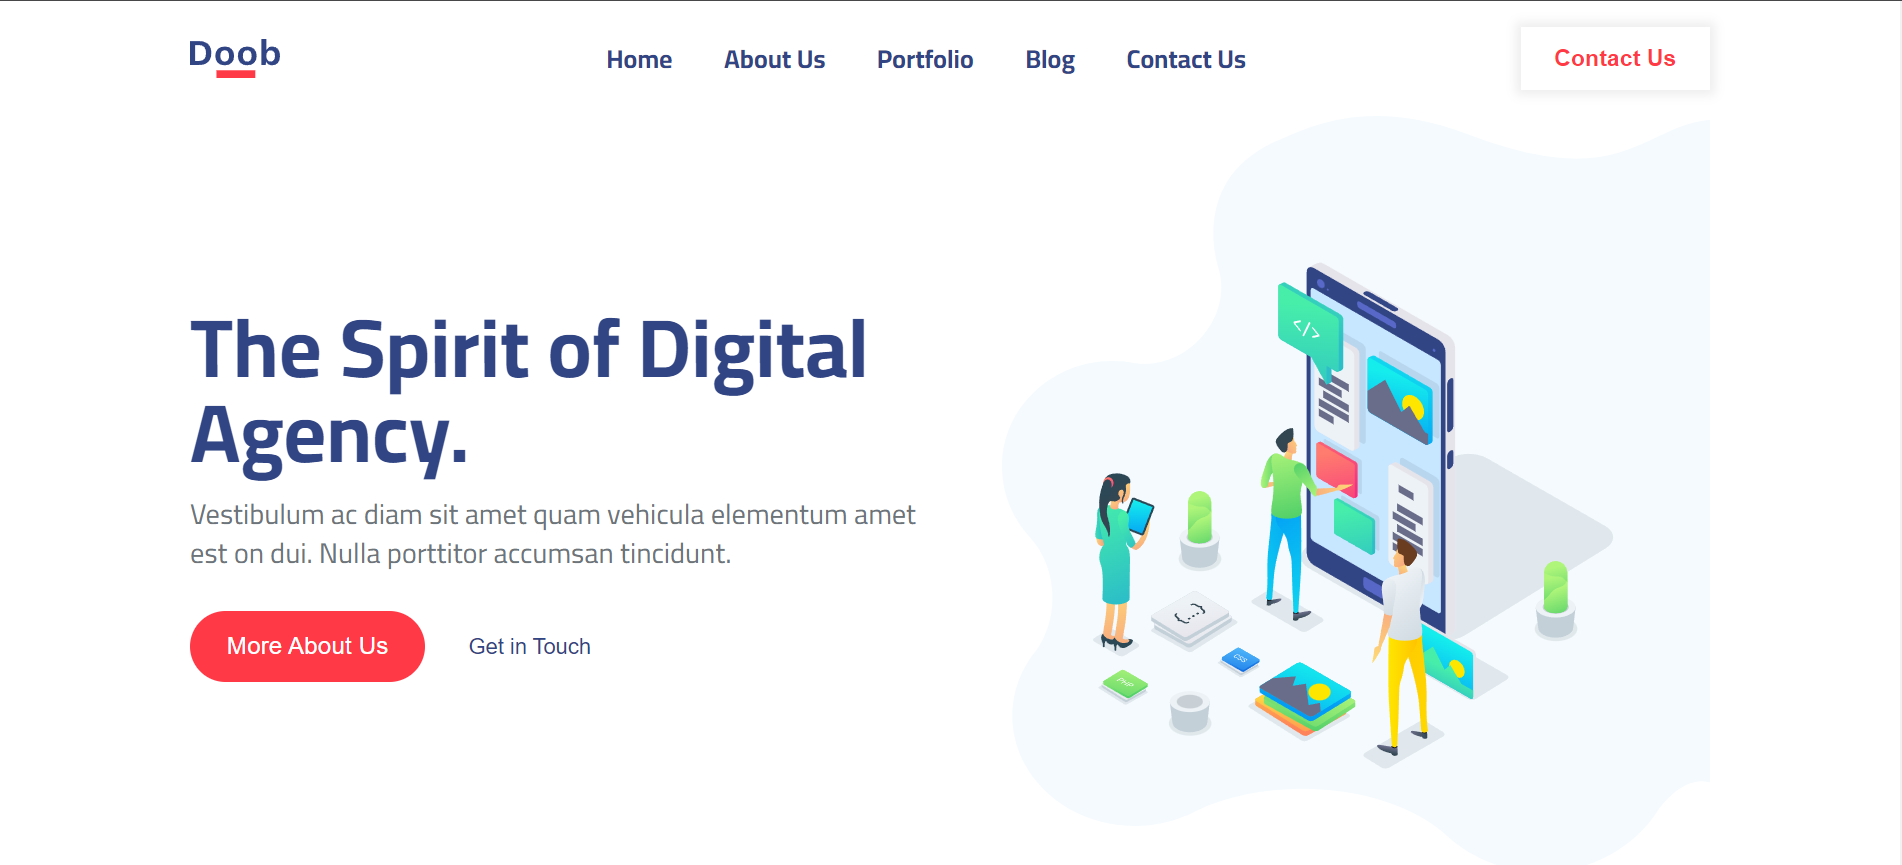 Doob
Home About Us Portfolio Blog Contact Us
Contact Us
The Spirit of Digital
Agency.
Vestibulum ac diam sit amet quam vehicula elementum amet
est on dui. Nulla porttitor accumsan tincidunt.
More About Us
Get in Touch
</>
{...}
CSS
PHP